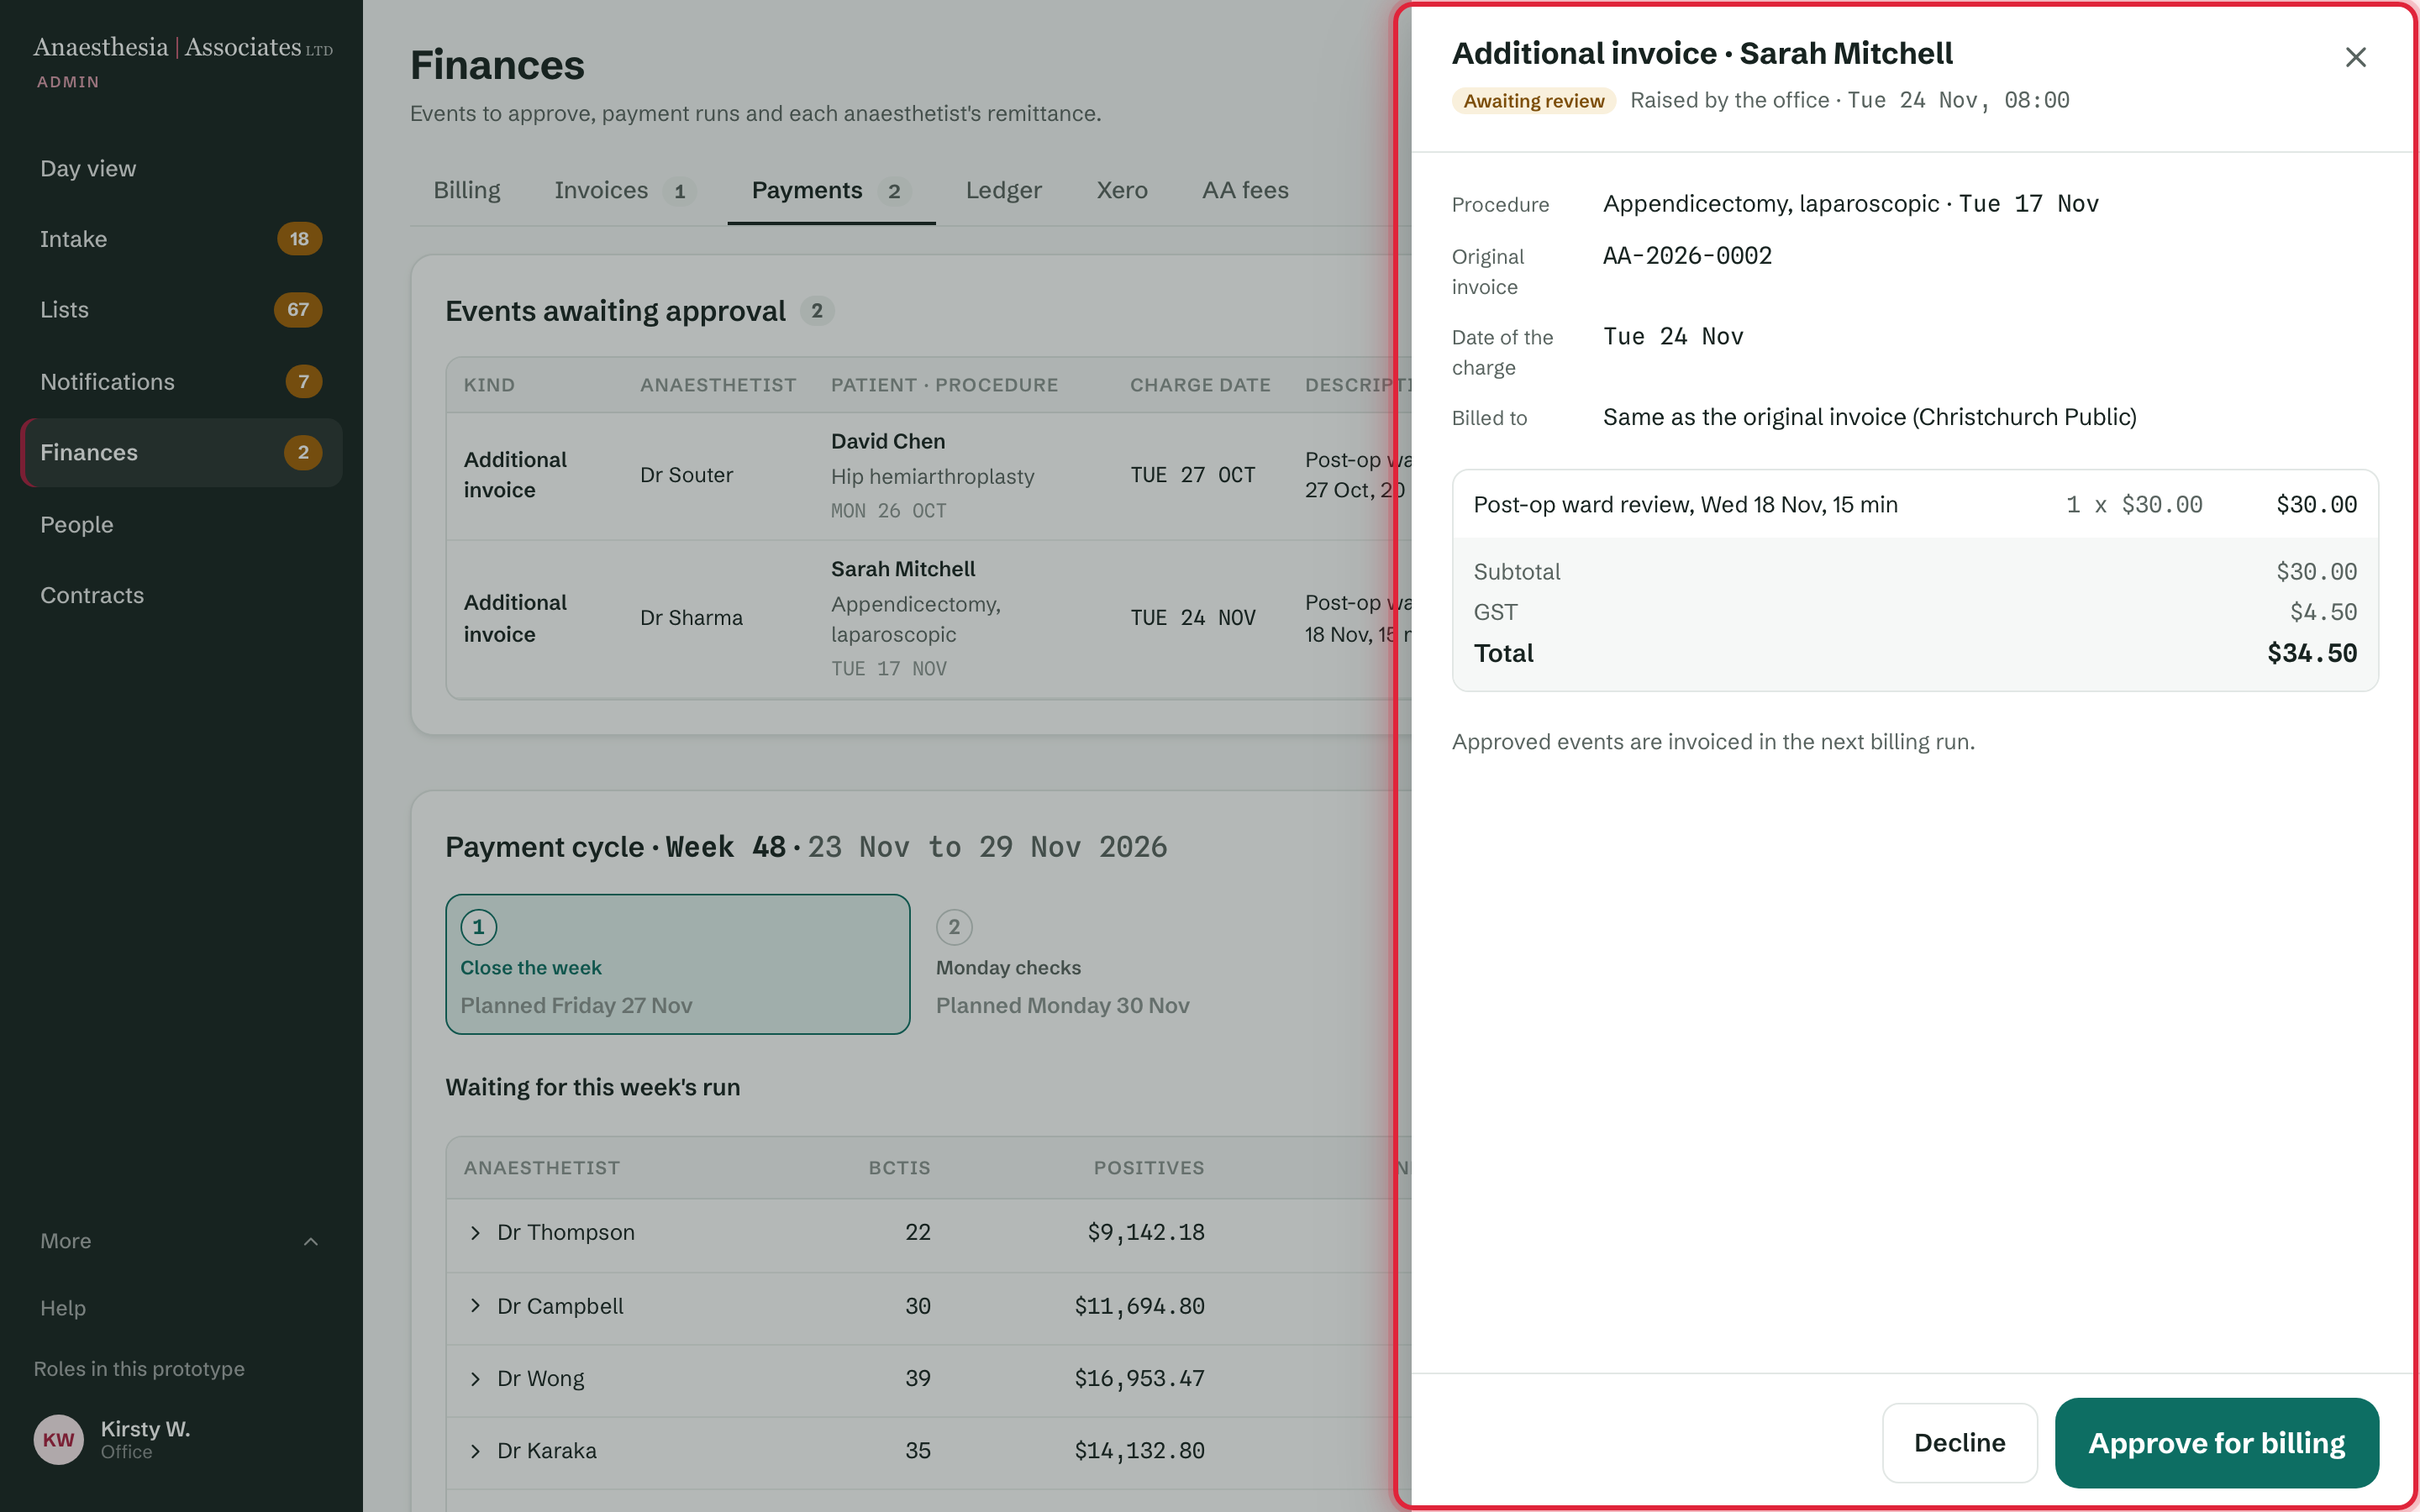 Anaesthesia | Associates LTD
ADMIN
Day view
Intake 18
Lists 67
Notifications 7
Finances 2
People
Contracts
More
Help
Roles in this prototype
KW
Kirsty W.
Office
Finances
Events to approve, payment runs and each anaesthetist's remittance.
Billing Invoices 1 Payments 2 Ledger Xero AA fees
Events awaiting approval 2
KIND ANAESTHETIST PATIENT · PROCEDURE CHARGE DATE
Additional invoice
Dr Souter
David Chen
Hip hemiarthroplasty
MON 26 OCT
TUE 27 OCT
Post-op
27 Oct, 20
Additional invoice
Dr Sharma
Sarah Mitchell
Appendicectomy,
laparoscopic
TUE 17 NOV
TUE 24 NOV
Post-op
18 Nov, 15
Payment cycle · Week 48 · 23 Nov to 29 Nov 2026
1
Close the week
Planned Friday 27 Nov
2
Monday checks
Planned Monday 30 Nov
Waiting for this week's run
ANAESTHETIST BCTIS POSITIVES
Dr Thompson 22 $9,142.18
Dr Campbell 30 $11,694.80
Dr Wong 39 $16,953.47
Dr Karaka 35 $14,132.80
Additional invoice · Sarah Mitchell
Awaiting review Raised by the office · Tue 24 Nov, 08:00
Procedure Appendicectomy, laparoscopic · Tue 17 Nov
Original invoice AA-2026-0002
Date of the charge Tue 24 Nov
Billed to Same as the original invoice (Christchurch Public)
Post-op ward review, Wed 18 Nov, 15 min 1 x $30.00 $30.00
Subtotal $30.00
GST $4.50
Total $34.50
Approved events are invoiced in the next billing run.
Decline
Approve for billing